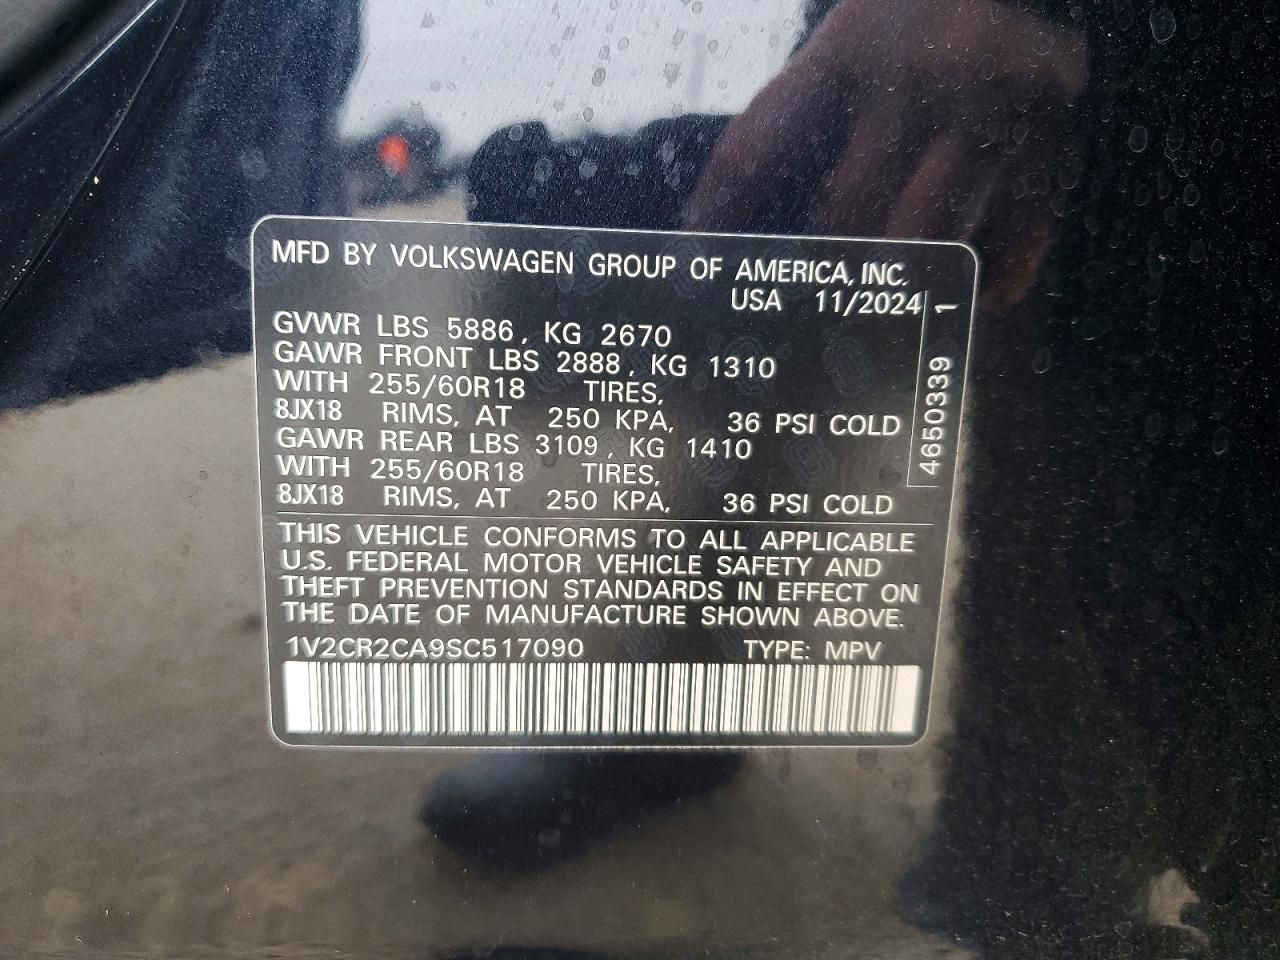 MFD BY VOLKSWAGEN GROUP OF AMERICA, INC.
USA 11/2024
GVWR LBS 5886, KG 2670
GAWR FRONT LBS 2888, KG 1310
WITH 255/60R18 TIRES,
8JX18 RIMS, AT 250 KPA, 36 PSI COLD
GAWR REAR LBS 3109, KG 1410
WITH 255/60R18 TIRES,
8JX18 RIMS, AT 250 KPA, 36 PSI COLD
4650339 1
THIS VEHICLE CONFORMS TO ALL APPLICABLE
U.S. FEDERAL MOTOR VEHICLE SAFETY AND
THEFT PREVENTION STANDARDS IN EFFECT ON
THE DATE OF MANUFACTURE SHOWN ABOVE.
1V2CR2CA9SC517090 TYPE: MPV